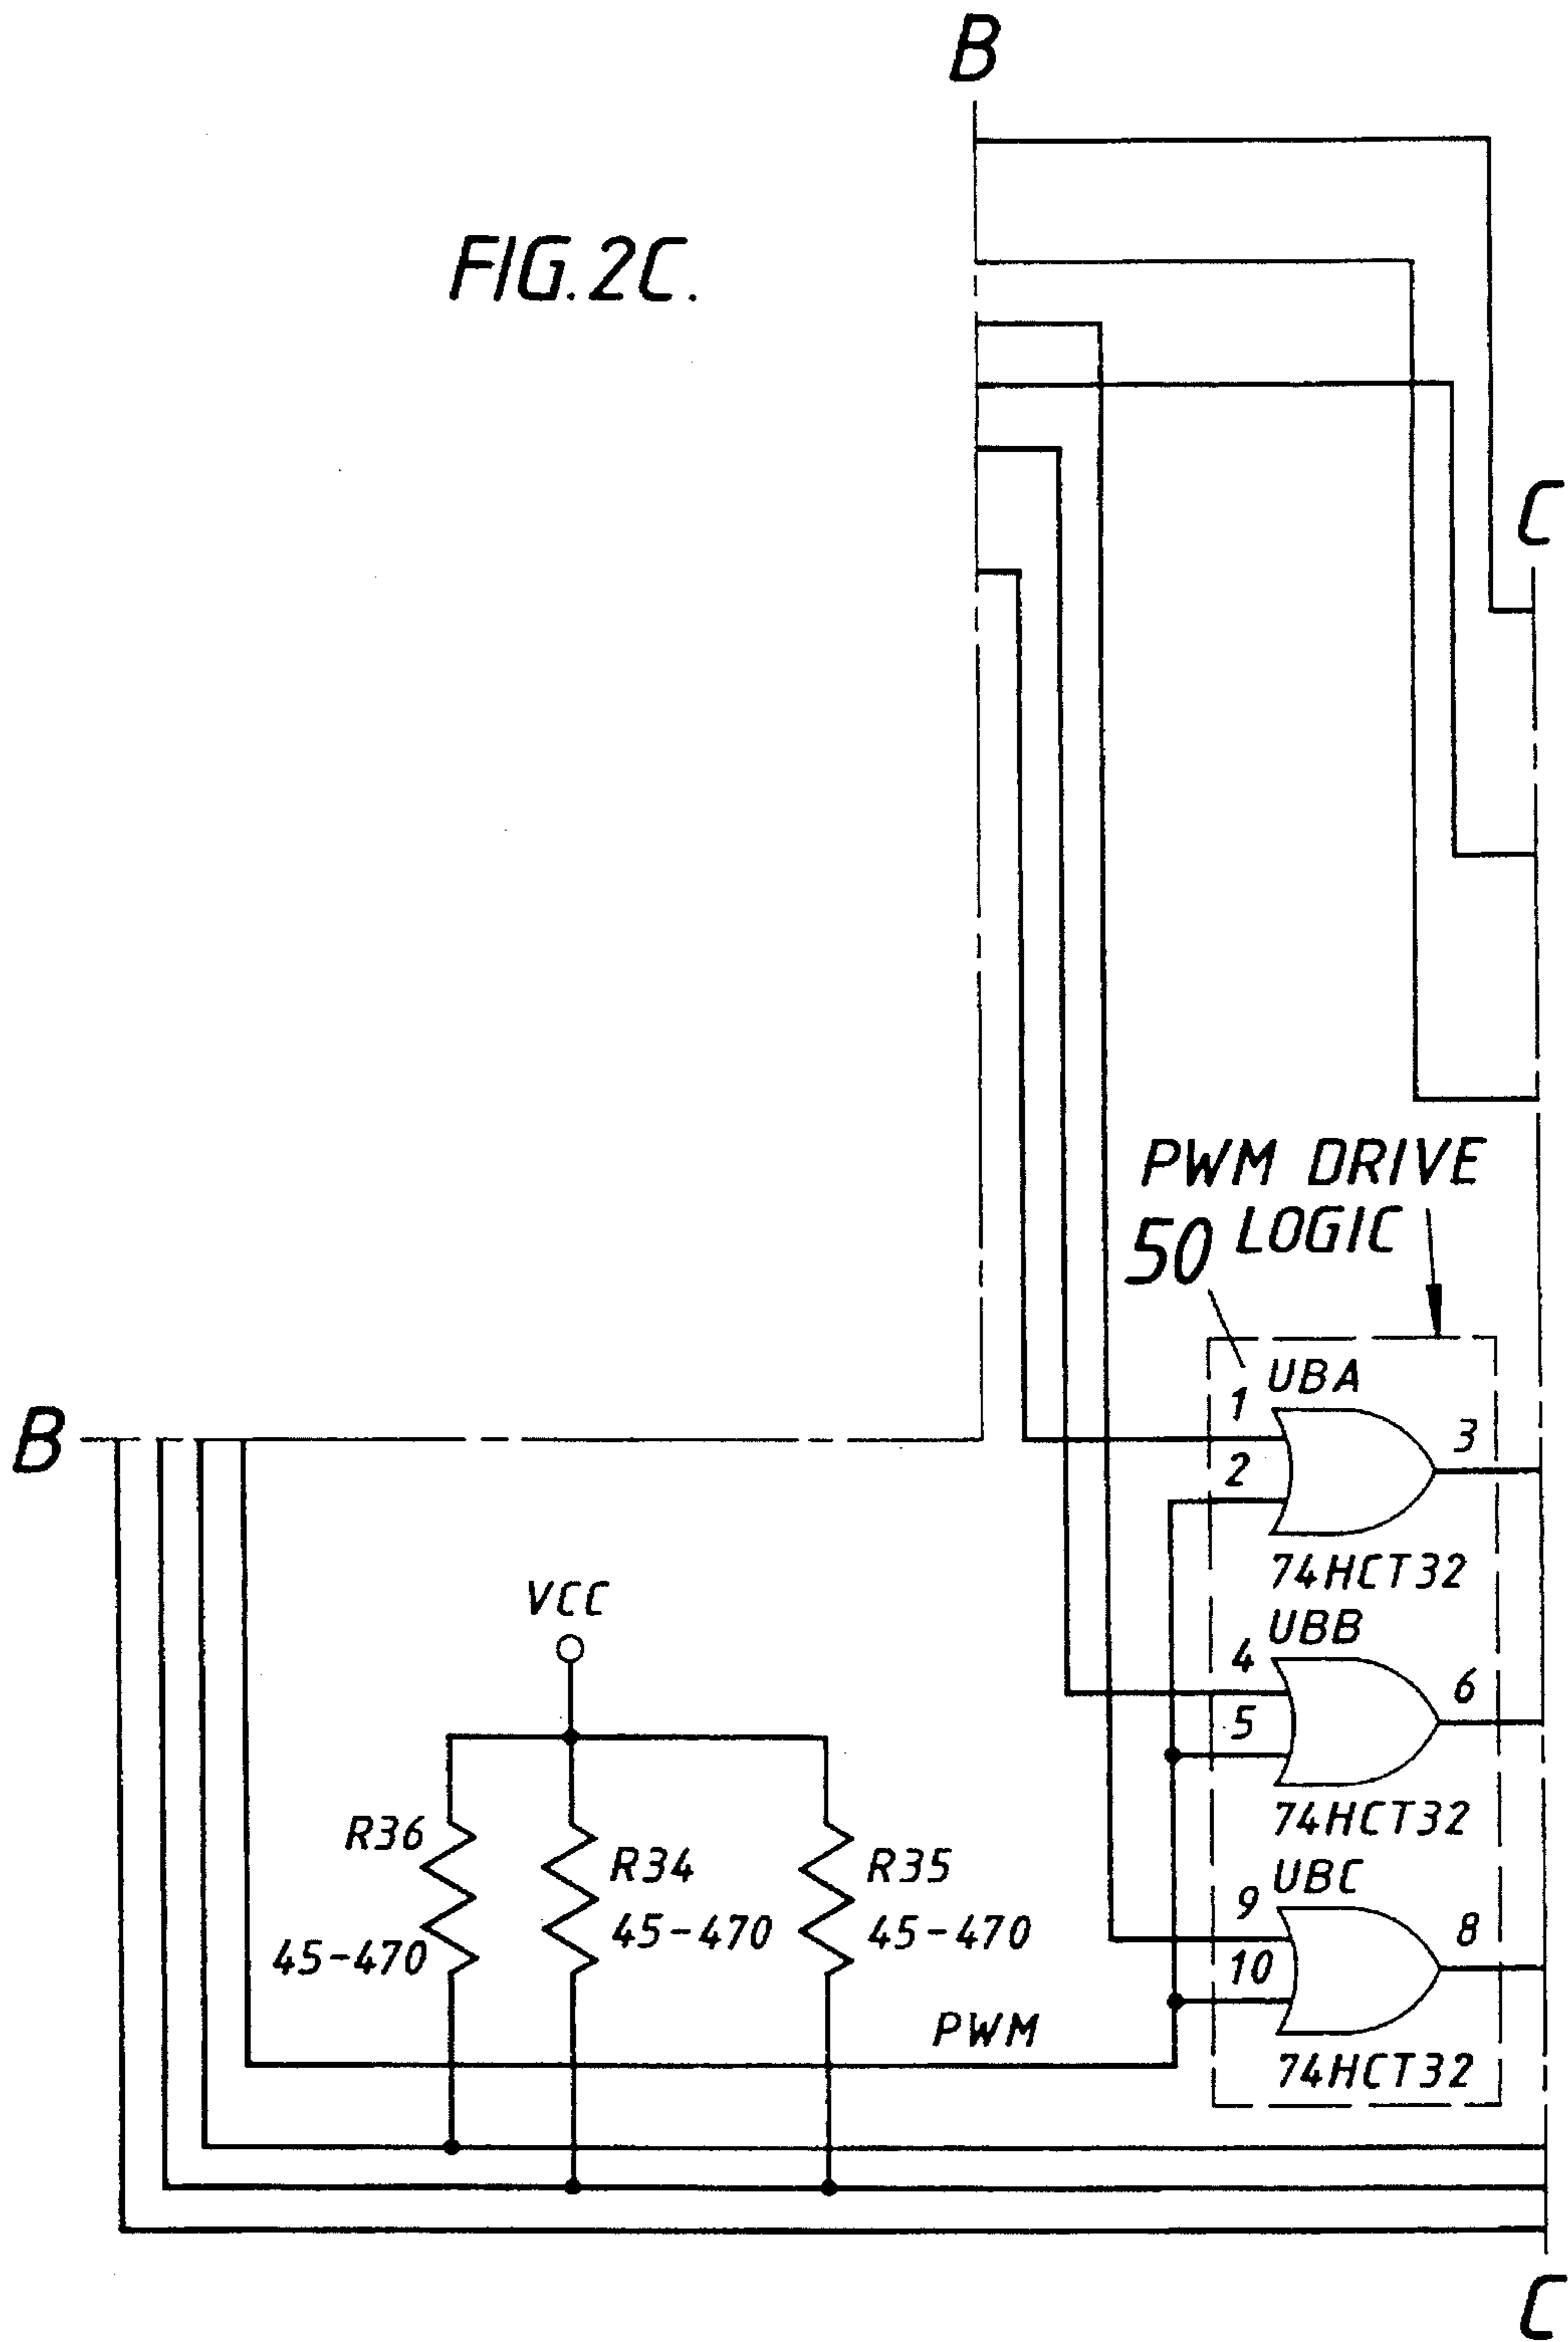 B
FIG. 2C.
C
PWM DRIVE
LOGIC
50
UBA
1
2
3
B
74HCT32
VCC
UBB
4
5
6
74HCT32
R36
R34
R35
UBC
45-470
45-470
45-470
9
10
8
PWM
74HCT32
C